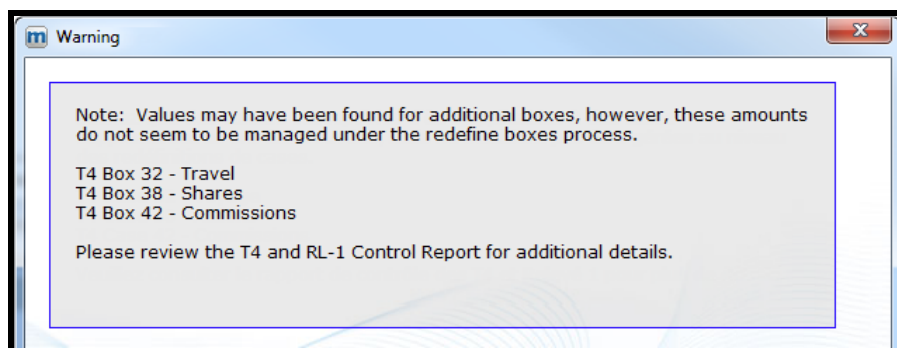 m Warning
Note: Values may have been found for additional boxes, however, these amounts
do not seem to be managed under the redefine boxes process.
T4 Box 32 - Travel
T4 Box 38 - Shares
T4 Box 42 - Commissions
Please review the T4 and RL-1 Control Report for additional details.